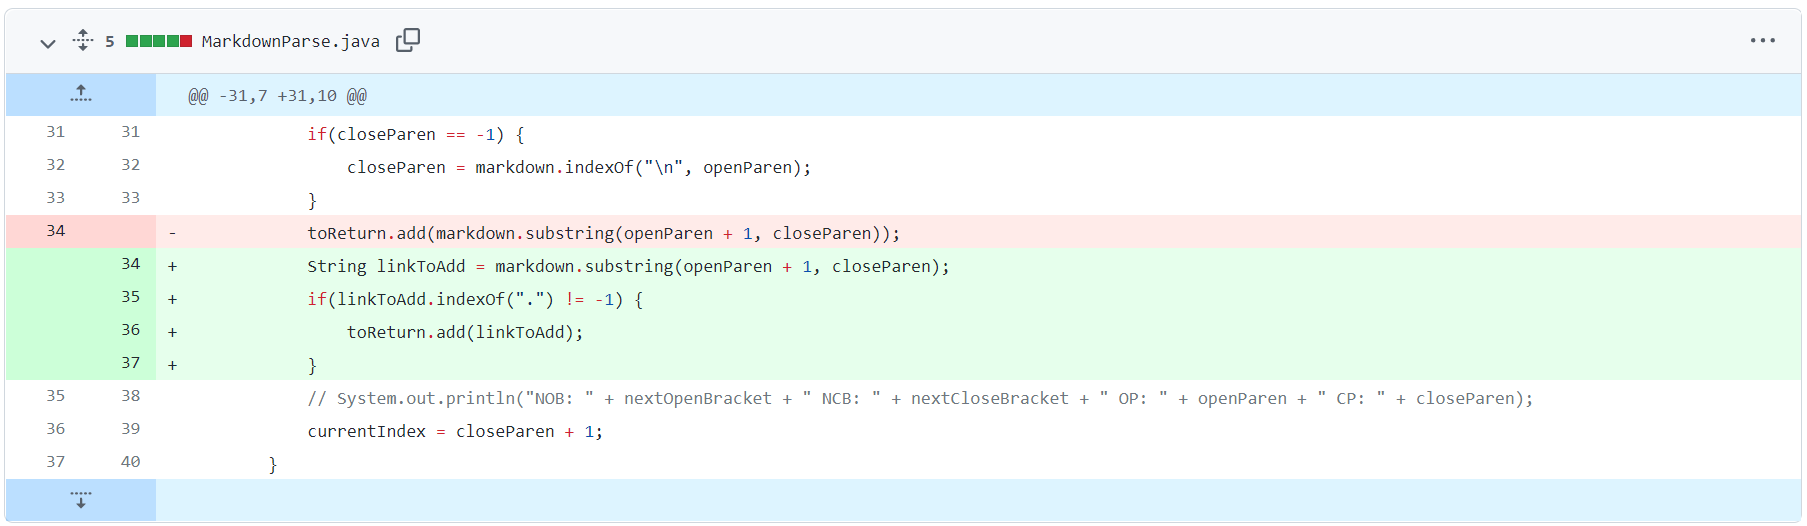 5 MarkdownParse.java
@@ -31,7 +31,10 @@
31 31 if(closeParen == -1) {
32 32 closeParen = markdown.indexOf("\n", openParen);
33 33 }
34 - toReturn.add(markdown.substring(openParen + 1, closeParen));
34 + String linkToAdd = markdown.substring(openParen + 1, closeParen);
35 + if(linkToAdd.indexOf(".") != -1) {
36 + toReturn.add(linkToAdd);
37 + }
35 38 // System.out.println("NOB: " + nextOpenBracket + " NCB: " + nextCloseBracket + " OP: " + openParen + " CP: " + closeParen);
36 39 currentIndex = closeParen + 1;
37 40 }